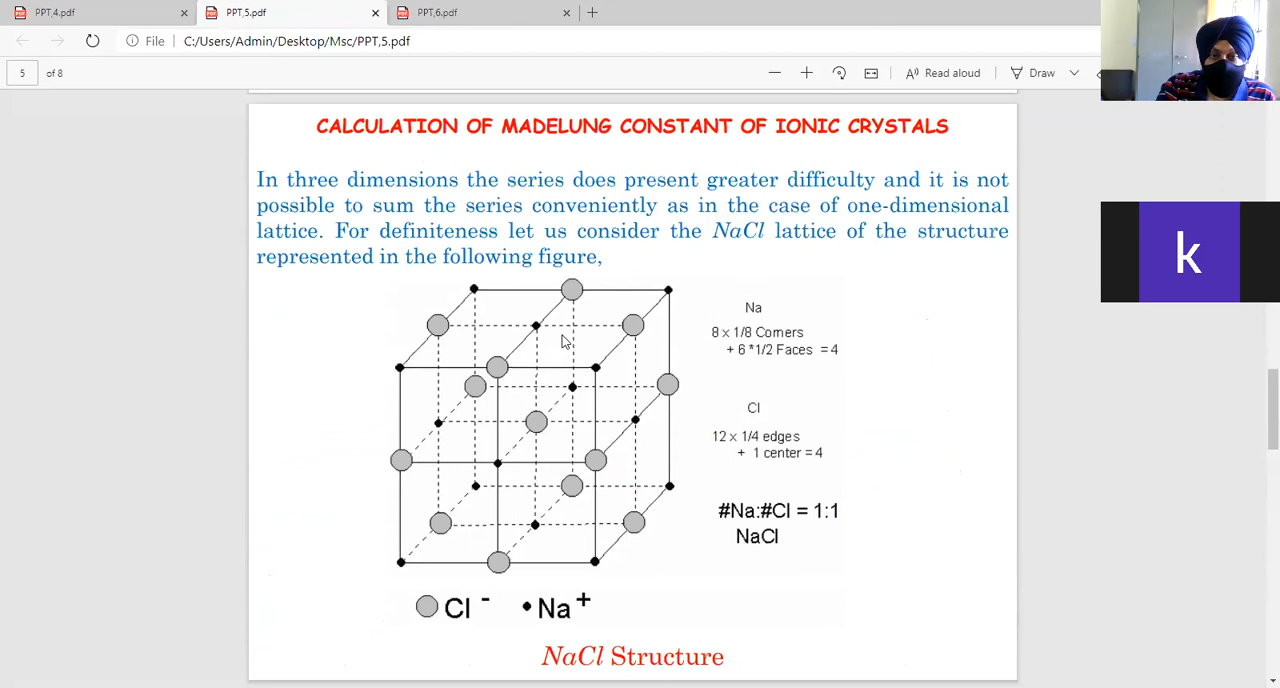 PPT,4.pdf
PPT,5.pdf
PPT,6.pdf
File C:/Users/Admin/Desktop/Msc/PPT,5.pdf
5 of 8
Read aloud
Draw
CALCULATION OF MADELUNG CONSTANT OF IONIC CRYSTALS
In three dimensions the series does present greater difficulty and it is not
possible to sum the series conveniently as in the case of one-dimensional
lattice. For definiteness let us consider the NaCl lattice of the structure
represented in the following figure,
Na
8 x 1/8 Corners
+ 6 *1/2 Faces = 4
Cl
12 x 1/4 edges
+ 1 center = 4
#Na:#Cl = 1:1
NaCl
Cl - • Na +
NaCl Structure
k